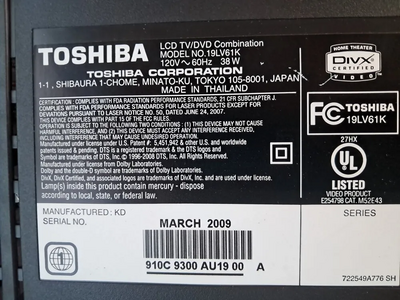 TOSHIBA
LCD TV/DVD Combination
MODEL NO. 19LV61K
120V ~ 60Hz 38 W
TOSHIBA CORPORATION
1-1, SHIBAURA 1-CHOME, MINATO-KU, TOKYO 105-8001, JAPAN
MADE IN THAILAND
HOME THEATER
DIVX
CERTIFIED
VIDEO
CERTIFICATION : COMPLIES WITH FDA RADIATION PERFORMANCE STANDARDS, 21 CFR SUBCHAPTER J.
COMPLIES WITH FDA PERFORMANCE STANDARDS FOR LASER PRODUCTS EXCEPT FOR
DEVIATIONS PURSUANT TO LASER NOTICE NO. 50, DATED JUNE 24, 2007.
THIS DEVICE COMPLIES WITH PART 15 OF THE FCC RULES.
OPERATION IS SUBJECT TO THE FOLLOWING TWO CONDITIONS:
(1) THIS DEVICE MAY NOT CAUSE HARMFUL INTERFERENCE, AND (2) THIS DEVICE MUST ACCEPT ANY INTERFERENCE
RECEIVED, INCLUDING INTERFERENCE THAT MAY CAUSE UNDESIRED OPERATION.
Manufactured under license under U.S. Patent #'s: 5,451,942 & other U.S. and worldwide
patents issued & pending. DTS is a registered trademark and the DTS logos and
Symbol are trademarks of DTS, Inc. © 1996-2008 DTS, Inc. All Rights Reserved.
Manufactured under license from Dolby Laboratories.
Dolby and the double-D symbol are trademarks of Dolby Laboratories.
DivX, DivX Certified, and associated logos are trademarks of DivX, Inc. and are used under license.
Lamp(s) inside this product contain mercury - dispose
according to local, state, or federal law.
FC TOSHIBA
19LV61K
27HX
UL
LISTED
VIDEO PRODUCT
E254798 CAT. M52E43
MANUFACTURED : KD
SERIAL NO.
MARCH 2009
SERIES
1
910C 9300 AU19 00 A
722549A776 SH